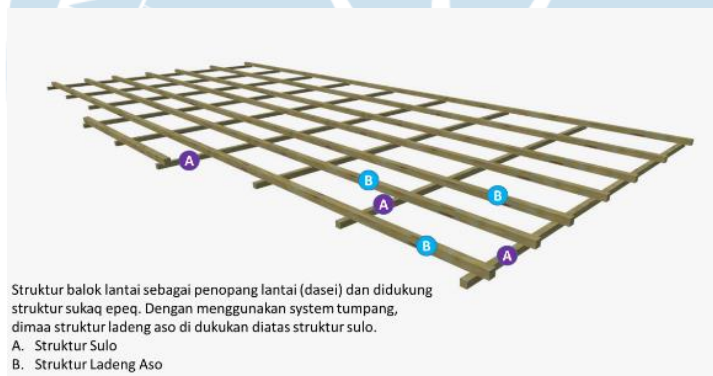 A
B
B
A
B
A
Struktur balok lantai sebagai penopang lantai (dasei) dan didukung
struktur sukaq epeq. Dengan menggunakan system tumpang,
dimaa struktur ladeng aso di dukukan diatas struktur sulo.
A. Struktur Sulo
B. Struktur Ladeng Aso